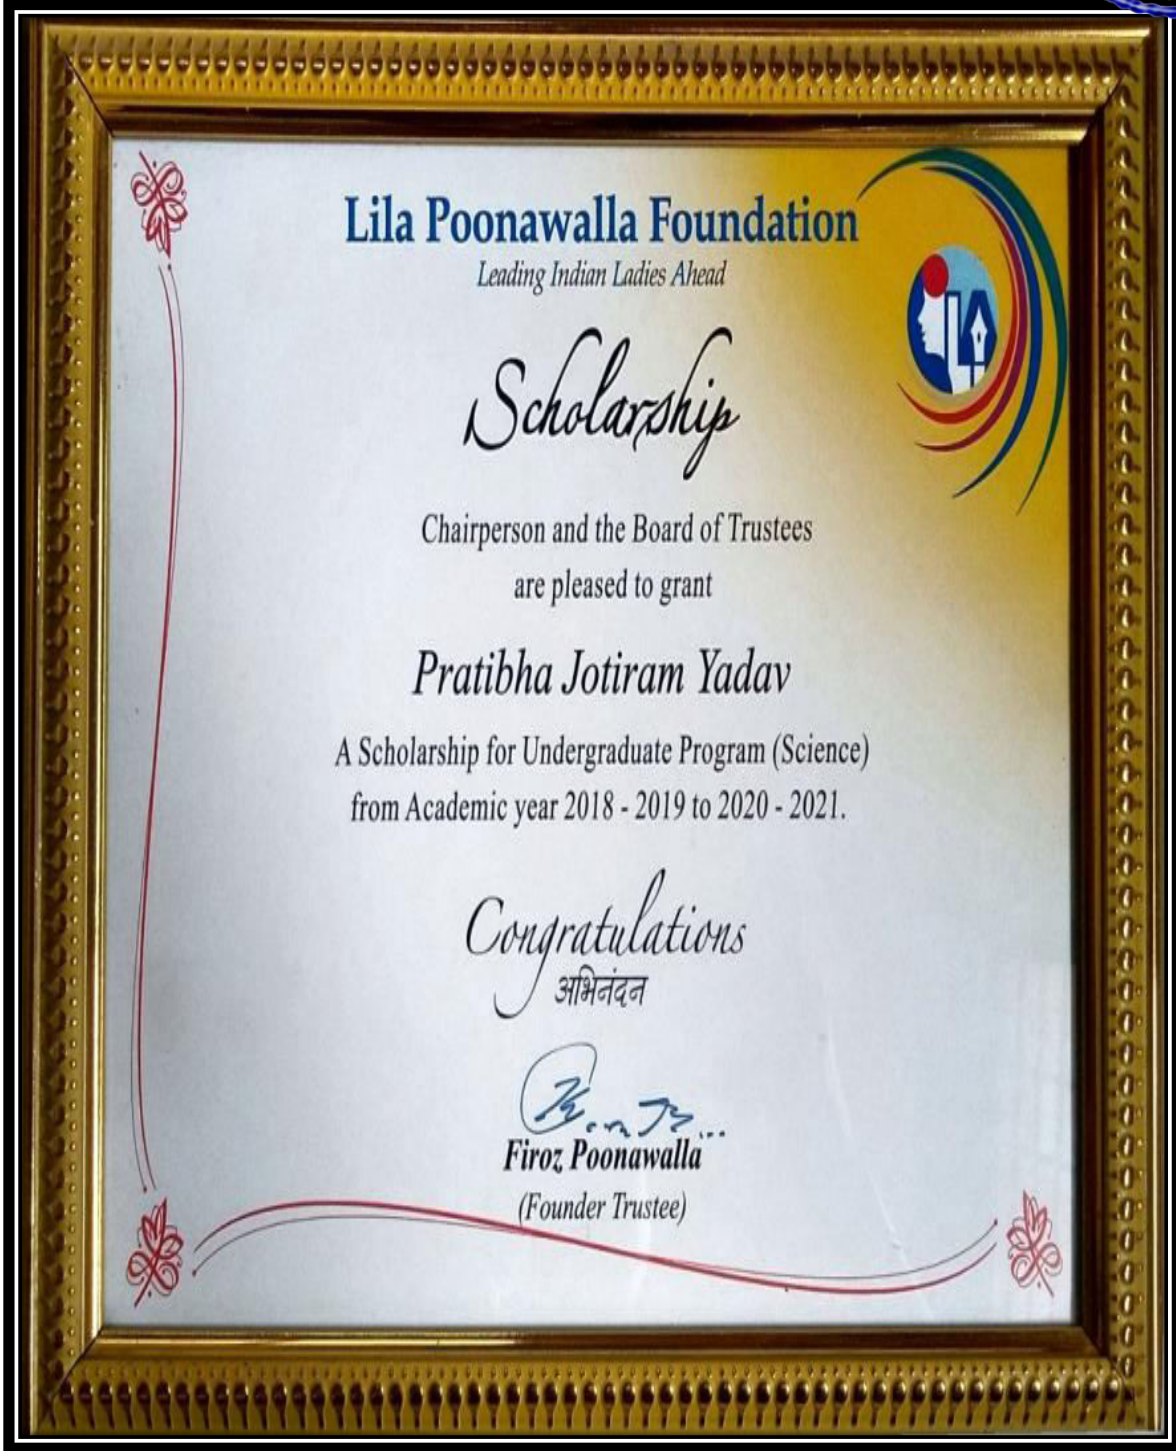 Lila Poonawalla Foundation
Leading Indian Ladies Ahead
LILA
Scholarship
Chairperson and the Board of Trustees
are pleased to grant
Pratibha Jotiram Yadav
A Scholarship for Undergraduate Program (Science)
from Academic year 2018 - 2019 to 2020 - 2021.
Congratulations
अभिनंदन
Firoz Poonawalla
(Founder Trustee)